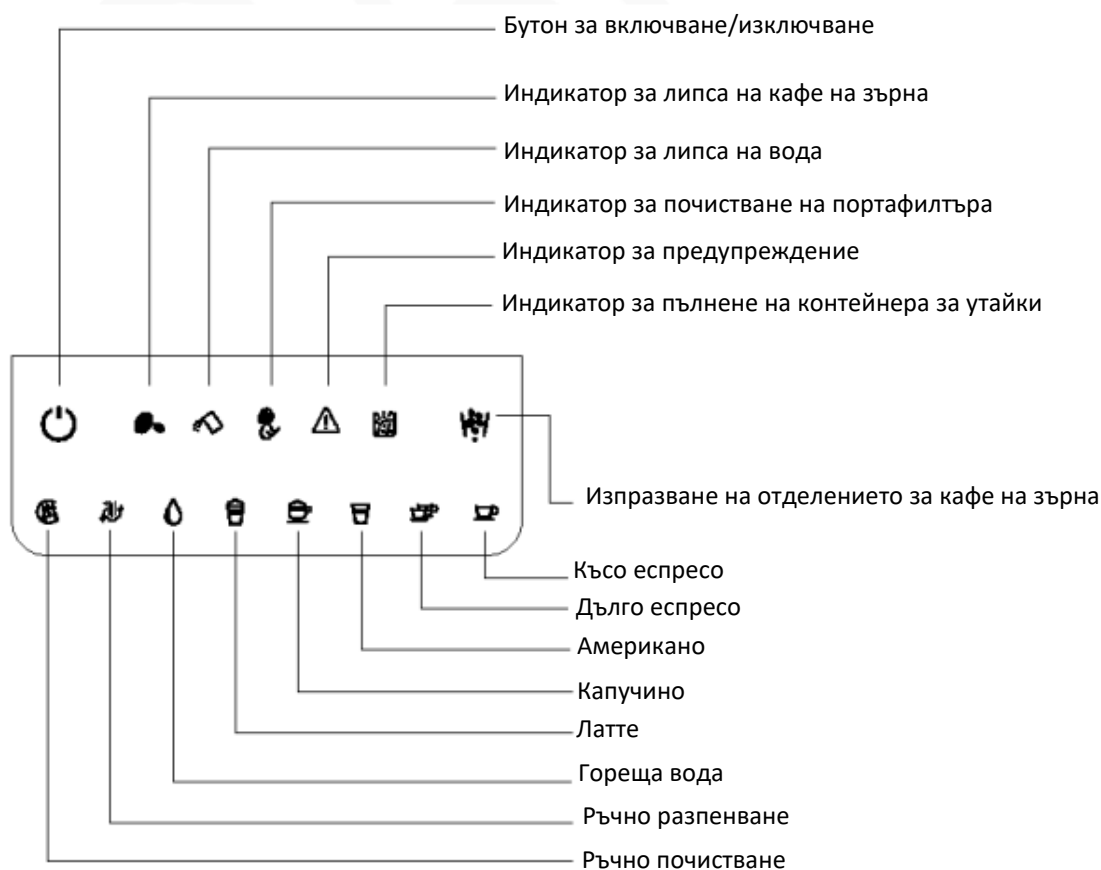 Бутон за включване/изключване
Индикатор за липса на кафе на зърна
Индикатор за липса на вода
Индикатор за почистване на портафилтъра
Индикатор за предупреждение
Индикатор за пълнене на контейнера за утайки
Изпразване на отделението за кафе на зърна
Късо еспресо
Дълго еспресо
Американо
Капучино
Латте
Гореща вода
Ръчно разпенване
Ръчно почистване